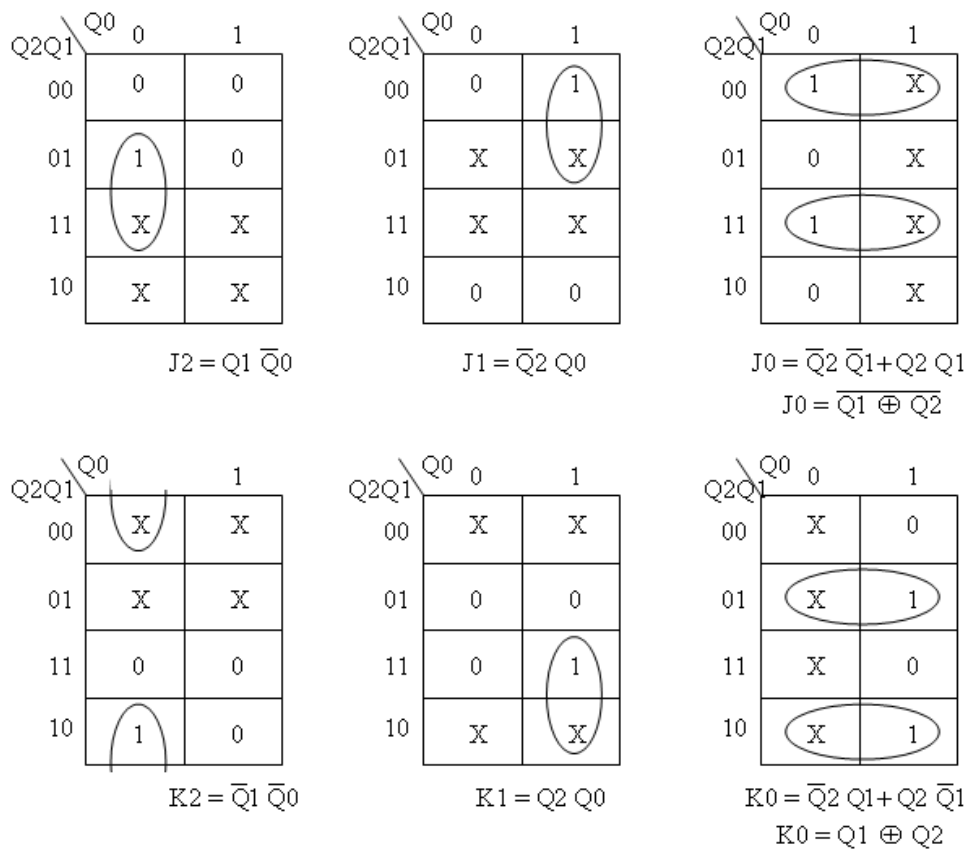 Q0 0 1 Q0 0 1 Q0 0 1
Q2Q1 Q2Q1 Q2Q1
00 0 0 00 0 1 00 1 X
01 1 0 01 X X 01 0 X
11 X X 11 X X 11 1 X
10 X X 10 0 0 10 0 X
J2 = Q1 Q̅0 J1 = Q̅2 Q0 J0 = Q̅2 Q̅1+Q2 Q1
J0 = Q̅1̅ ̅⊕̅ ̅Q̅2̅
Q0 1 Q0 0 1 Q0 0 1
Q2Q1 Q2Q1 Q2Q1
00 X X 00 X X 00 X 0
01 X X 01 0 0 01 X 1
11 0 0 11 0 1 11 X 0
10 1 0 10 X X 10 X 1
K2 = Q̅1 Q̅0 K1 = Q2 Q0 K0 = Q̅2 Q1+Q2 Q̅1
K0 = Q1 ⊕ Q2